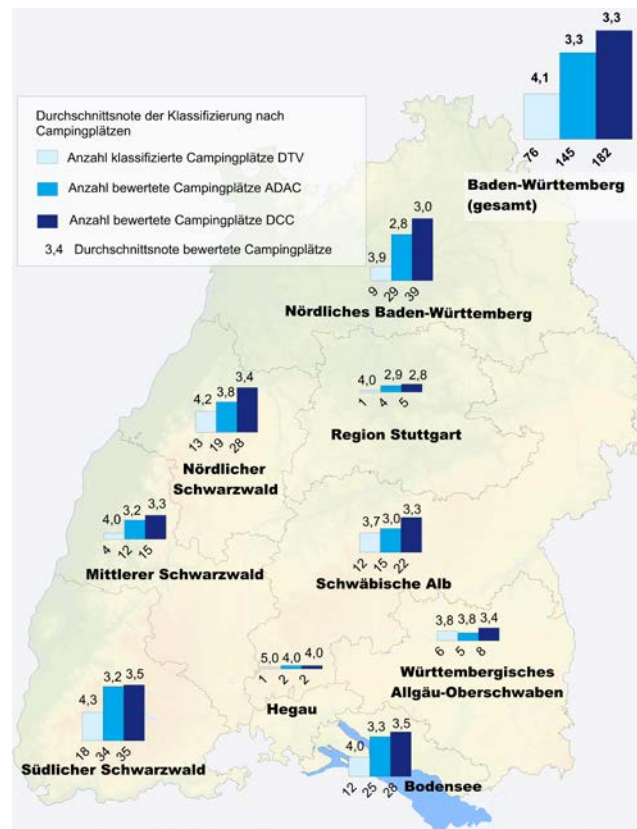 3,3
3,3
4,1
76 145 182
Baden-Württemberg
(gesamt)
Durchschnittsnote der Klassifizierung nach
Campingplätzen
Anzahl klassifizierte Campingplätze DTV
Anzahl bewertete Campingplätze ADAC
Anzahl bewertete Campingplätze DCC
3,4 Durchschnittsnote bewertete Campingplätze
3,0
2,8
3,9
9 29 39
Nördliches Baden-Württemberg
4,0 2,9 2,8
1 4 5
Region Stuttgart
3,4
3,8
4,2
13 19 28
Nördlicher
Schwarzwald
3,3
3,2
4,0
4 12 15
Mittlerer Schwarzwald
3,3
3,0
3,7
12 15 22
Schwäbische Alb
3,8 3,8 3,4
6 5 8
Württembergisches
Allgäu-Oberschwaben
5,0 4,0 4,0
1 2 2
Hegau
3,5
3,2
4,3
18 34 35
Südlicher Schwarzwald
3,5
3,3
4,0
12 25 28
Bodensee